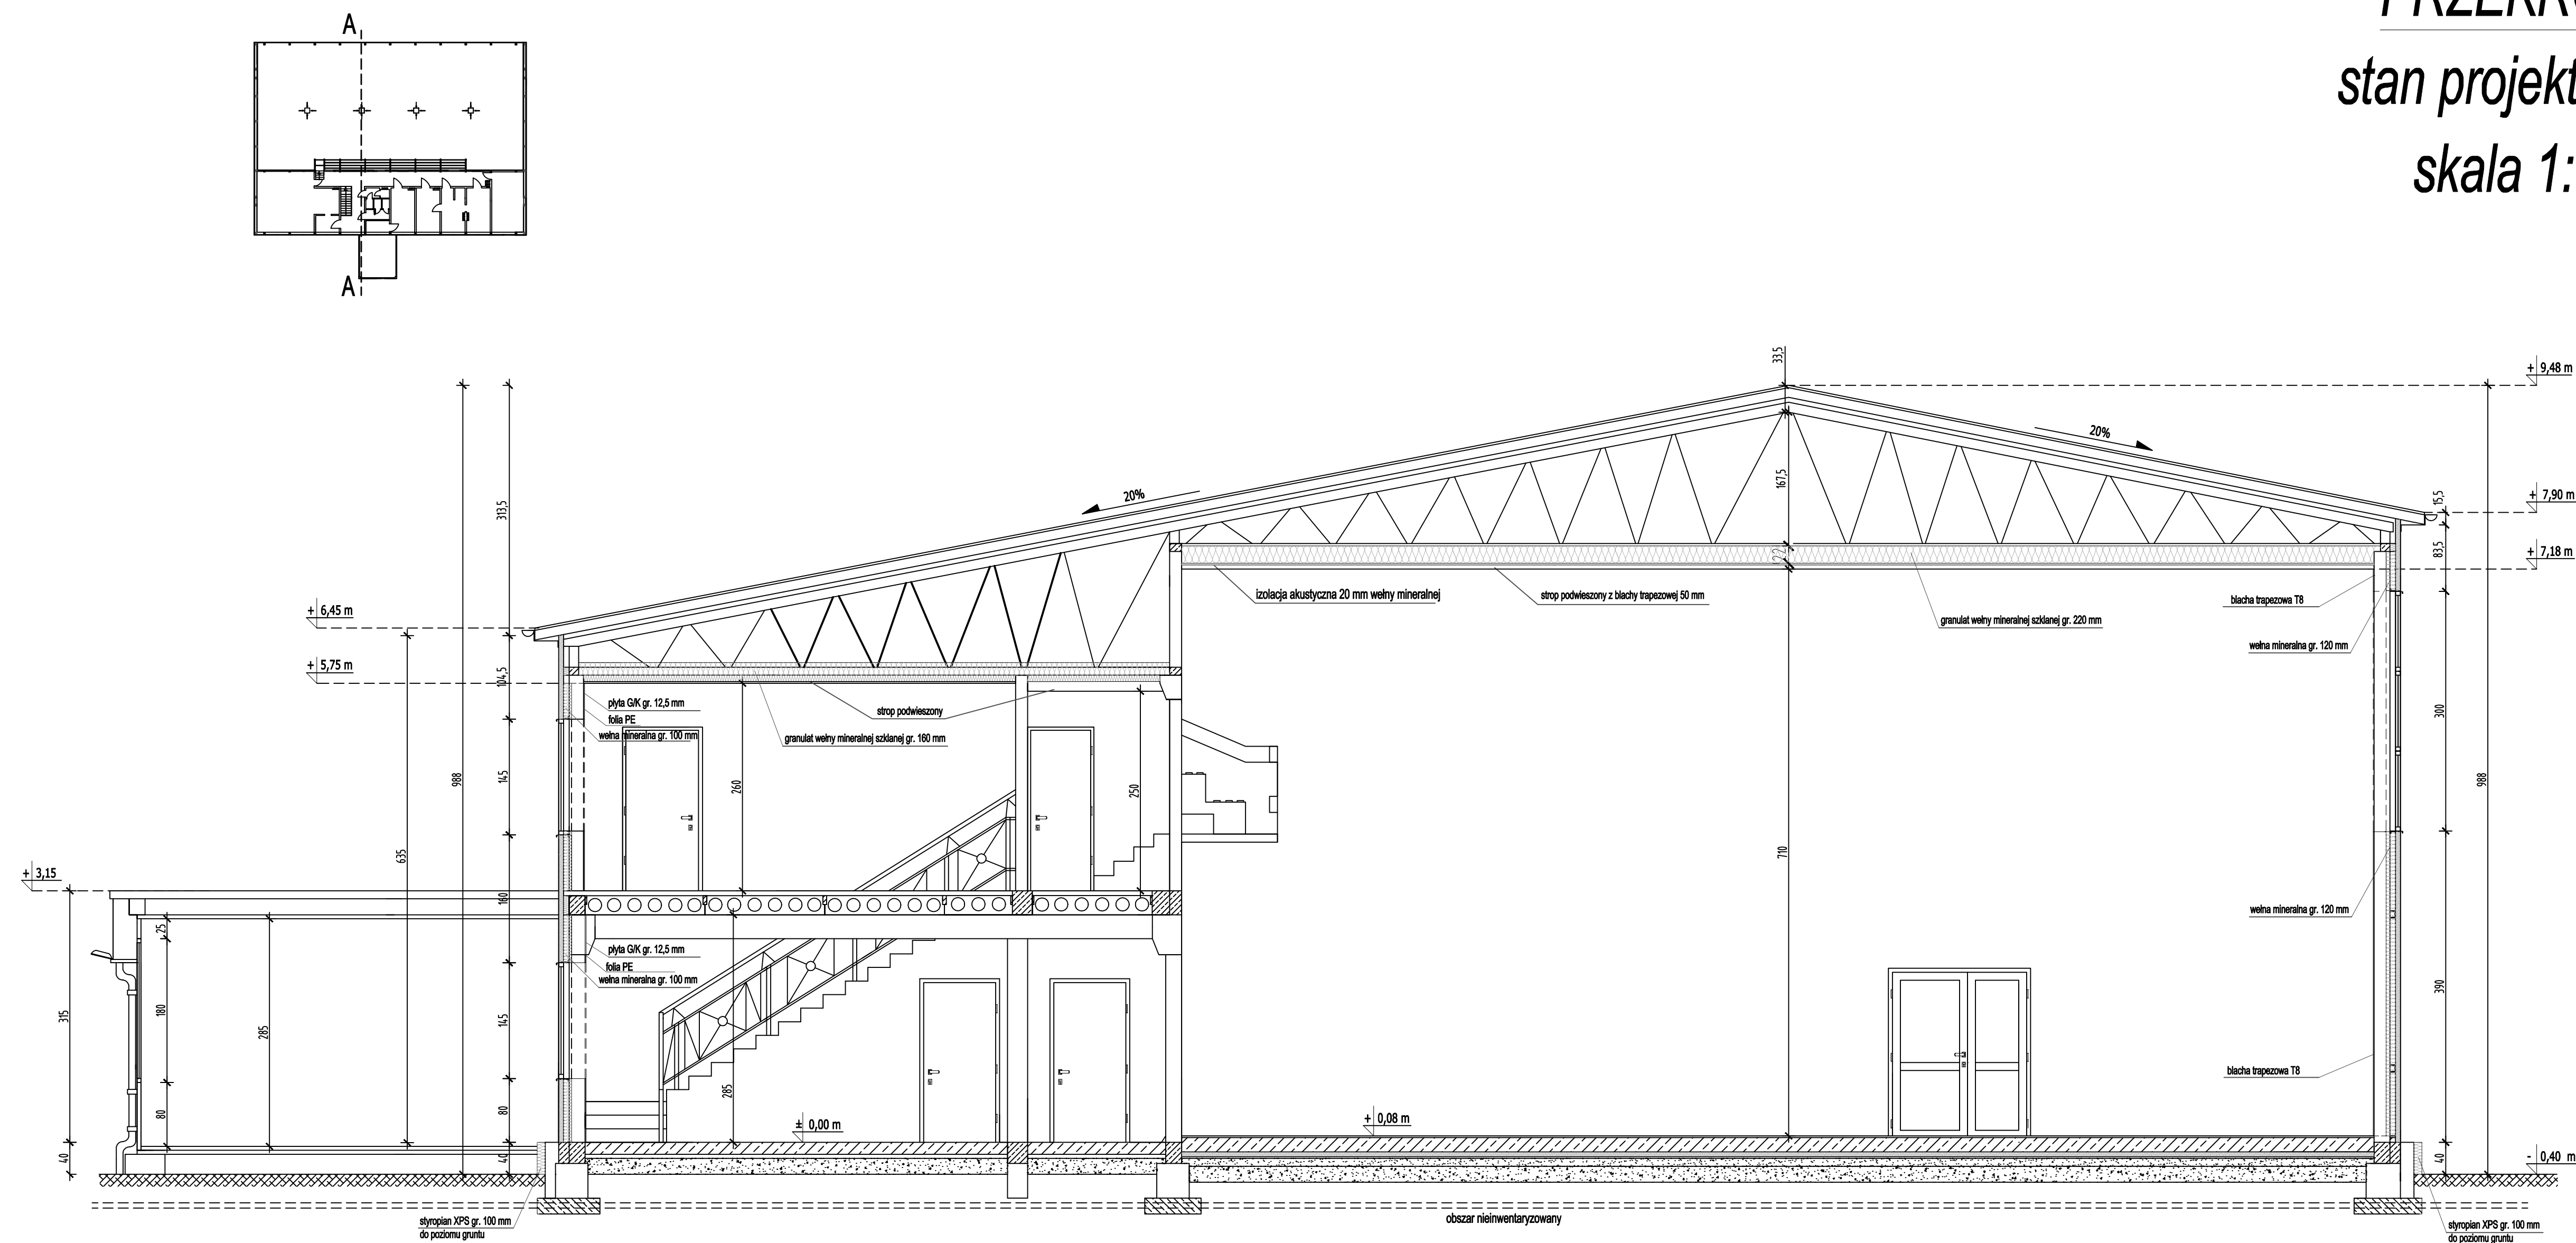 A
A
stan projekt
skala 1:
33,5
+ 9,48 m
20%
20%
313,5
167,5
15,5
+ 7,90 m
83,5
+ 7,18 m
222
izolacja akustyczna 20 mm wełny mineralnej
strop podwieszony z blachy trapezowej 50 mm
granulat wełny mineralnej szklanej gr. 220 mm
blacha trapezowa T8
wełna mineralna gr. 120 mm
+ 6,45 m
+ 5,75 m
104,5
płyta G/K gr. 12,5 mm
folia PE
wełna mineralna gr. 100 mm
strop podwieszony
granulat wełny mineralnej szklanej gr. 160 mm
300
988
145
260
250
988
635
710
+ 3,15
160
wełna mineralna gr. 120 mm
25
płyta G/K gr. 12,5 mm
folia PE
wełna mineralna gr. 100 mm
390
315
180
285
145
blacha trapezowa T8
80
80
285
± 0,00 m
+ 0,08 m
40
40
40
- 0,40 m
styropian XPS gr. 100 mm
do poziomu gruntu
obszar nieinwentaryzowany
styropian XPS gr. 100 mm
do poziomu gruntu